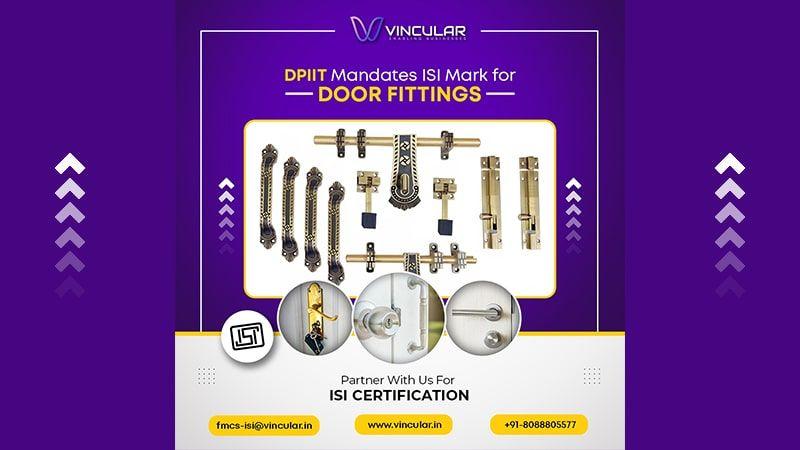 VINCULAR
ENABLING BUSINESSES
DPIIT Mandates ISI Mark for
DOOR FITTINGS
ISI
Partner With Us For
ISI CERTIFICATION
fmcs-isi@vincular.in
www.vincular.in
+91-8088805577